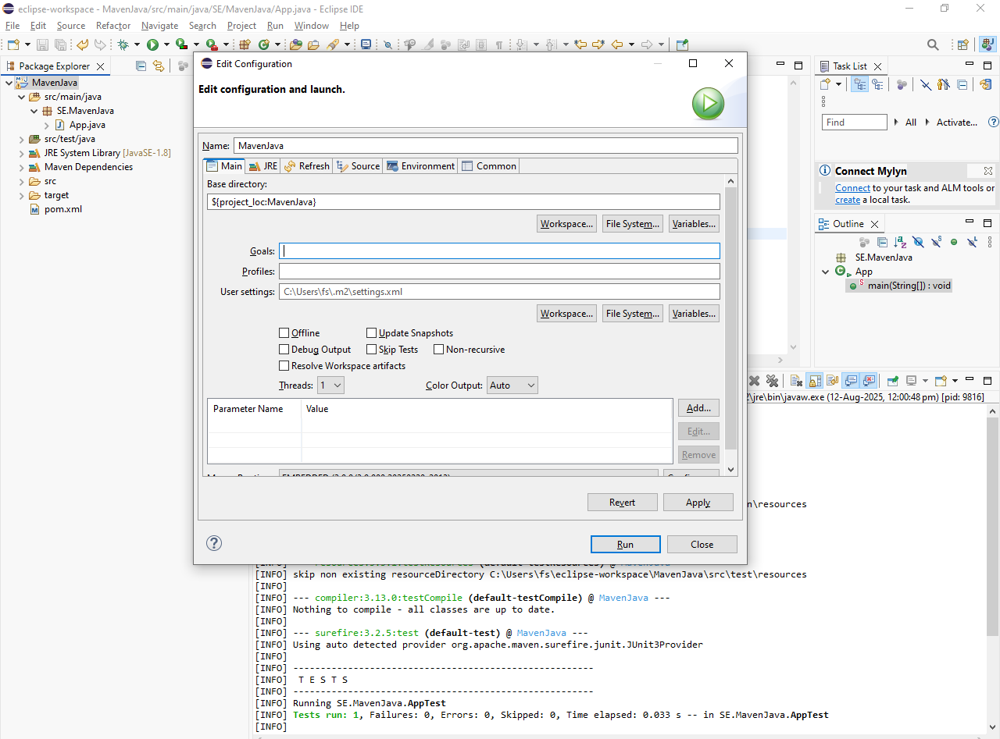 eclipse-workspace - MavenJava/src/main/java/SE/MavenJava/App.java - Eclipse IDE
File Edit Source Refactor Navigate Search Project Run Window Help
Package Explorer
MavenJava
src/main/java
SE.MavenJava
App.java
src/test/java
JRE System Library [JavaSE-1.8]
Maven Dependencies
src
target
pom.xml
Edit Configuration
Edit configuration and launch.
Name: MavenJava
Main JRE Refresh Source Environment Common
Base directory:
${project_loc:MavenJava}
Workspace... File System... Variables...
Goals:
Profiles:
User settings: C:\Users\fs\.m2\settings.xml
Workspace... File System... Variables...
Offline Update Snapshots
Debug Output Skip Tests Non-recursive
Resolve Workspace artifacts
Threads: 1 Color Output: Auto
Parameter Name Value
Add...
Edit...
Remove
Revert Apply
Run Close
Task List
Find All Activate...
Connect Mylyn
Connect to your task and ALM tools or
create a local task.
Outline
SE.MavenJava
App
main(String[]) : void
2\jre\bin\javaw.exe (12-Aug-2025, 12:00:48 pm) [pid: 9816]
n\resources
[INFO] skip non existing resourceDirectory C:\Users\fs\eclipse-workspace\MavenJava\src\test\resources
[INFO]
[INFO] --- compiler:3.13.0:testCompile (default-testCompile) @ MavenJava ---
[INFO] Nothing to compile - all classes are up to date.
[INFO]
[INFO] --- surefire:3.2.5:test (default-test) @ MavenJava ---
[INFO] Using auto detected provider org.apache.maven.surefire.junit.JUnit3Provider
[INFO]
[INFO] -------------------------------------------------------
[INFO]  T E S T S
[INFO] -------------------------------------------------------
[INFO] Running SE.MavenJava.AppTest
[INFO] Tests run: 1, Failures: 0, Errors: 0, Skipped: 0, Time elapsed: 0.033 s -- in SE.MavenJava.AppTest
[INFO]